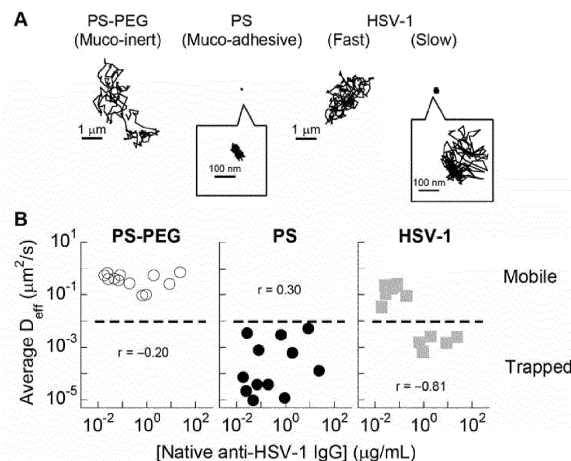 A
PS-PEG
(Muco-inert)
PS
(Muco-adhesive)
HSV-1
(Fast)
(Slow)
1 µm
100 nm
1 µm
100 nm
B
PS-PEG
PS
HSV-1
Average D_eff (µm²/s)
10¹
10⁻¹
10⁻³
10⁻⁵
r = −0.20
r = 0.30
r = −0.81
Mobile
Trapped
10⁻² 10⁰ 10²
10⁻² 10⁰ 10²
10⁻² 10⁰ 10²
[Native anti-HSV-1 IgG] (µg/mL)